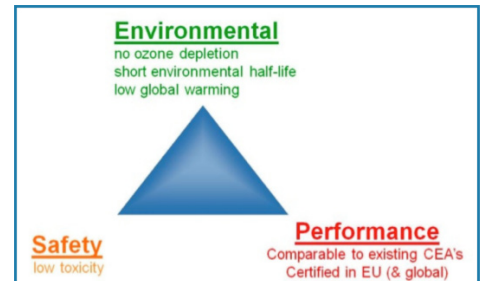 Environmental
no ozone depletion
short environmental half-life
low global warming
Safety
low toxicity
Performance
Comparable to existing CEA's
Certified in EU (& global)